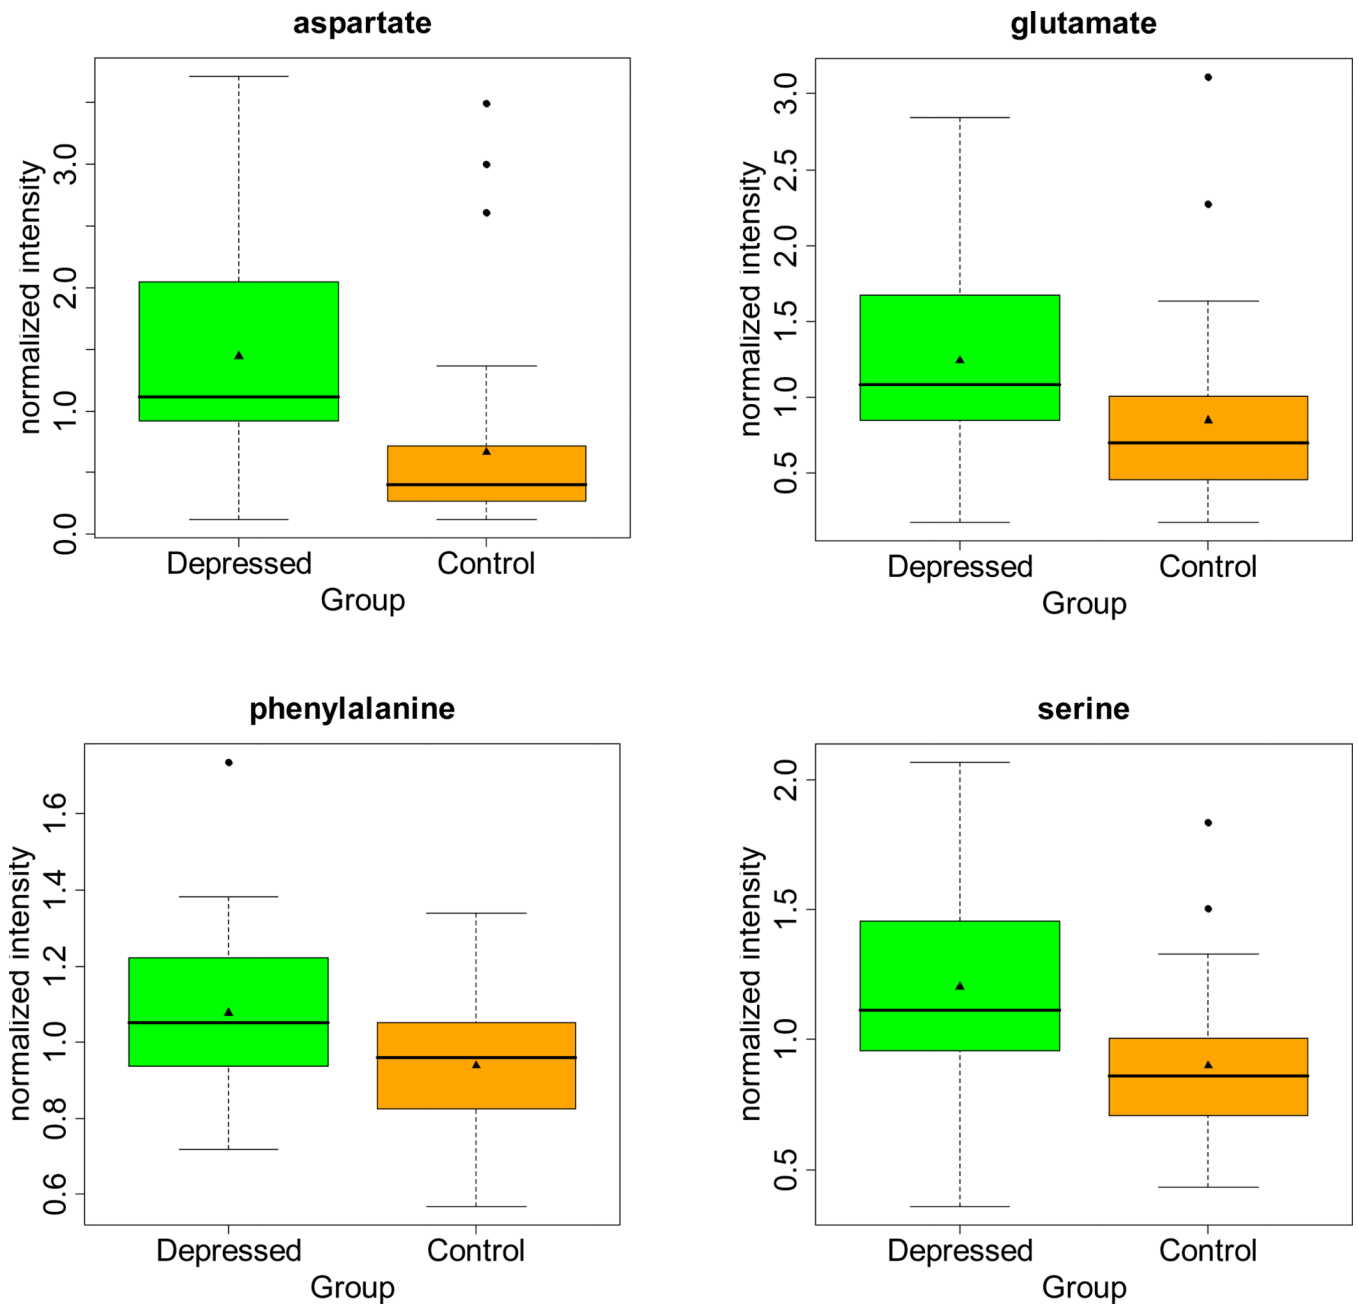 aspartate
normalized intensity
0.0
1.0
2.0
3.0
Depressed
Control
Group
glutamate
normalized intensity
0.5
1.0
1.5
2.0
2.5
3.0
Depressed
Control
Group
phenylalanine
normalized intensity
0.6
0.8
1.0
1.2
1.4
1.6
Depressed
Control
Group
serine
normalized intensity
0.5
1.0
1.5
2.0
Depressed
Control
Group